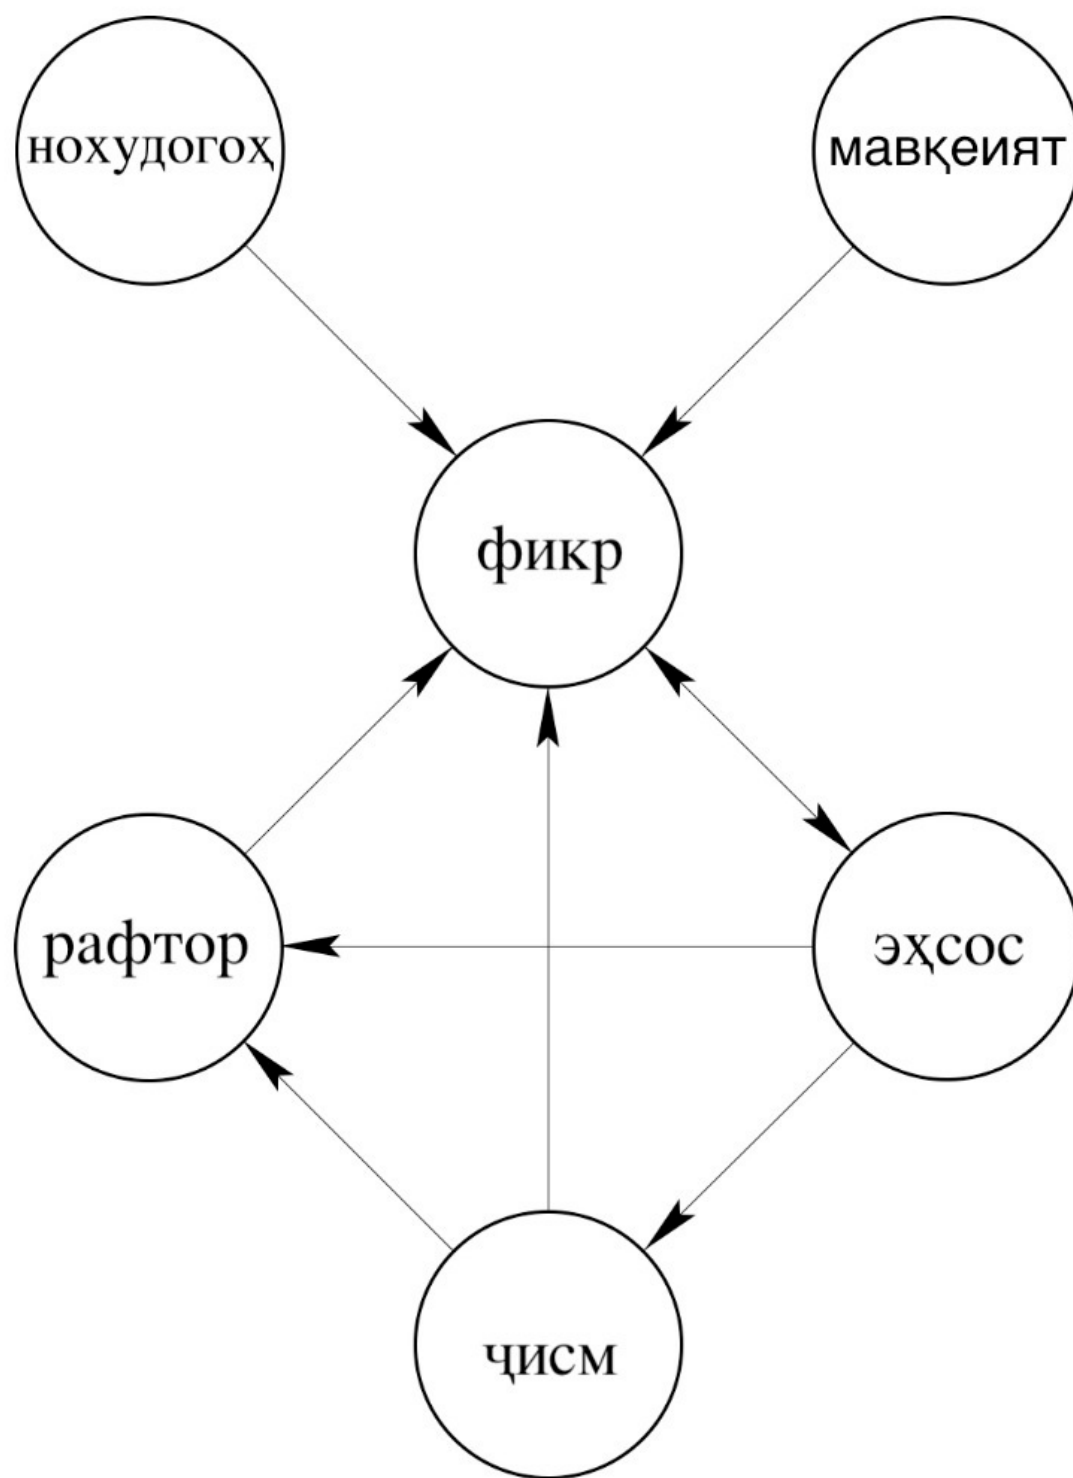 нохудогоҳ
мавқеият
фикр
рафтор
эҳсос
ҷисм